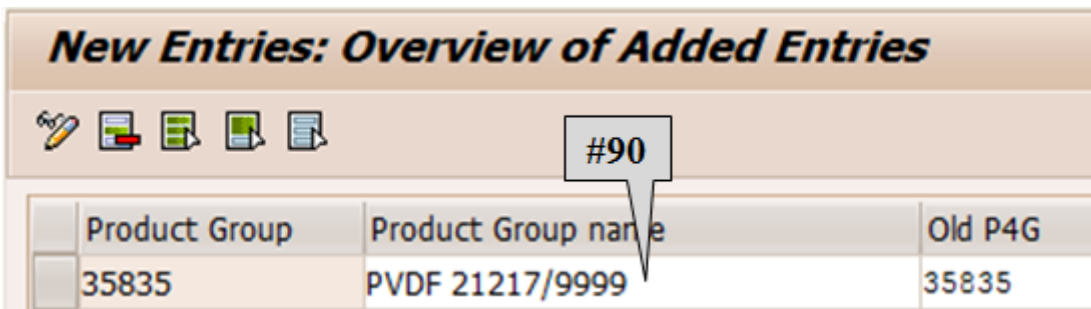 New Entries: Overview of Added Entries
#90
Product Group Product Group name Old P4G
35835 PVDF 21217/9999 35835